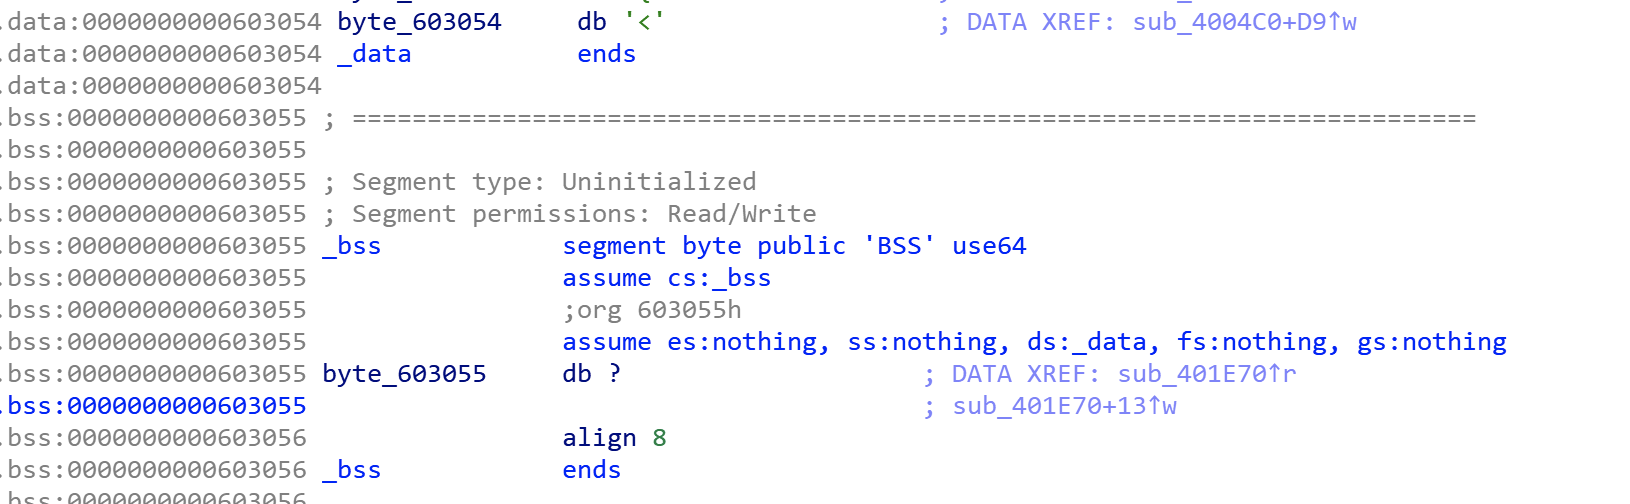 .data:0000000000603054 byte_603054 db '<' ; DATA XREF: sub_4004C0+D9↑w
.data:0000000000603054 _data ends
.data:0000000000603054
.bss:0000000000603055 ; ===========================================================================
.bss:0000000000603055
.bss:0000000000603055 ; Segment type: Uninitialized
.bss:0000000000603055 ; Segment permissions: Read/Write
.bss:0000000000603055 _bss segment byte public 'BSS' use64
.bss:0000000000603055 assume cs:_bss
.bss:0000000000603055 ;org 603055h
.bss:0000000000603055 assume es:nothing, ss:nothing, ds:_data, fs:nothing, gs:nothing
.bss:0000000000603055 byte_603055 db ? ; DATA XREF: sub_401E70↑r
.bss:0000000000603055 ; sub_401E70+13↑w
.bss:0000000000603056 align 8
.bss:0000000000603056 _bss ends
.bss:0000000000603056